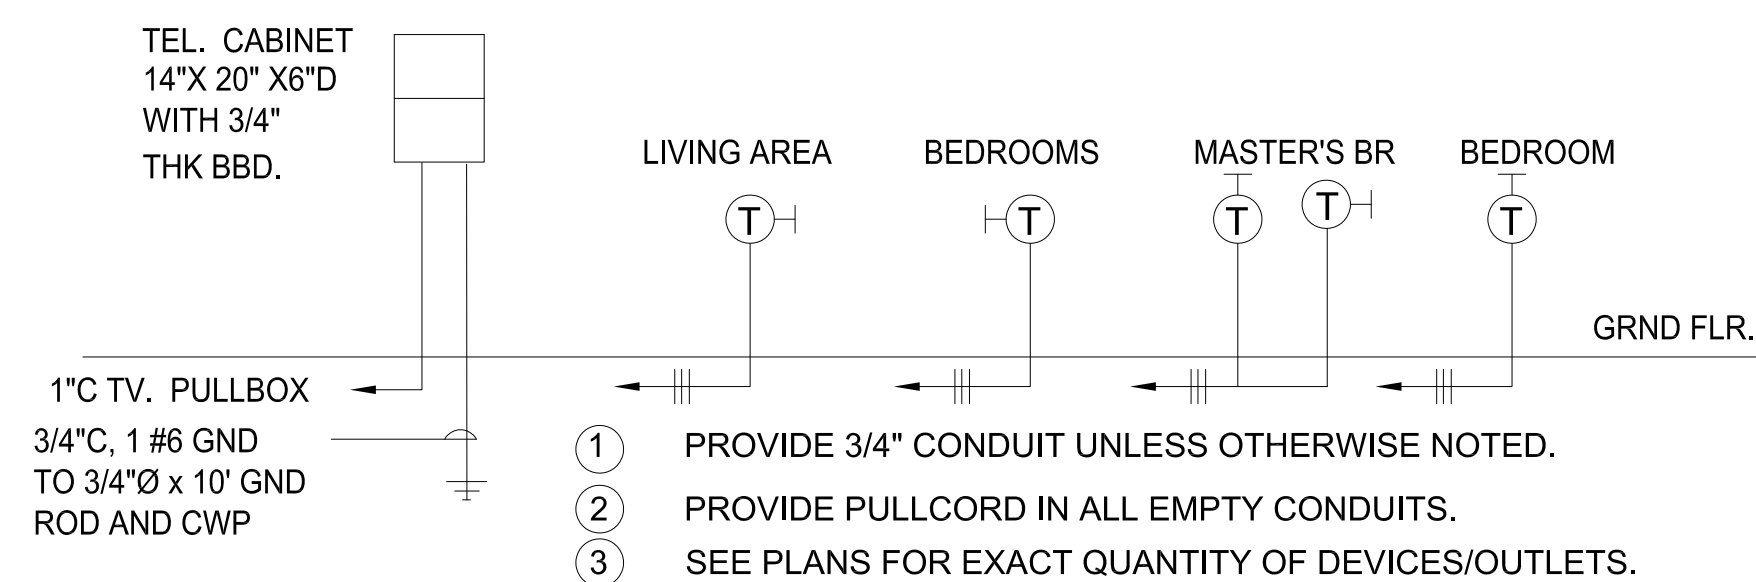 TEL. CABINET
14"X 20" X6"D
WITH 3/4"
THK BBD.
LIVING AREA
BEDROOMS
MASTER'S BR
BEDROOM
T
T
T
T
T
GRND FLR.
1"C TV. PULLBOX
3/4"C, 1 #6 GND
TO 3/4"Ø x 10' GND
ROD AND CWP
1 PROVIDE 3/4" CONDUIT UNLESS OTHERWISE NOTED.
2 PROVIDE PULLCORD IN ALL EMPTY CONDUITS.
3 SEE PLANS FOR EXACT QUANTITY OF DEVICES/OUTLETS.